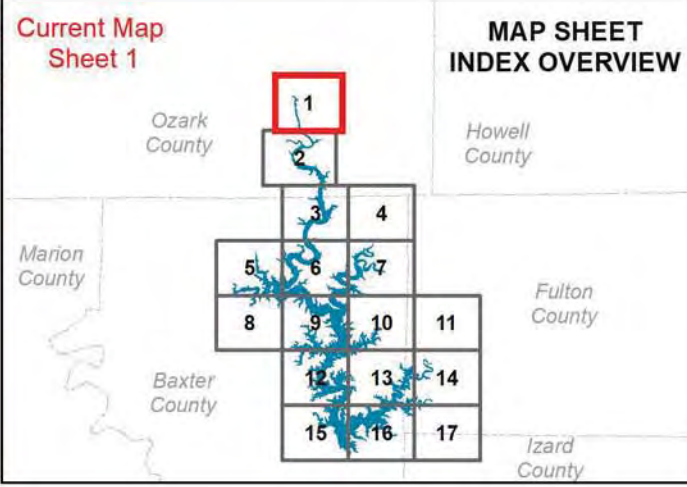 Current Map
Sheet 1
MAP SHEET
INDEX OVERVIEW
1
Ozark
County
Howell
County
2
3
4
Marion
County
5
6
7
Fulton
County
8
9
10
11
Baxter
County
12
13
14
15
16
17
Izard
County